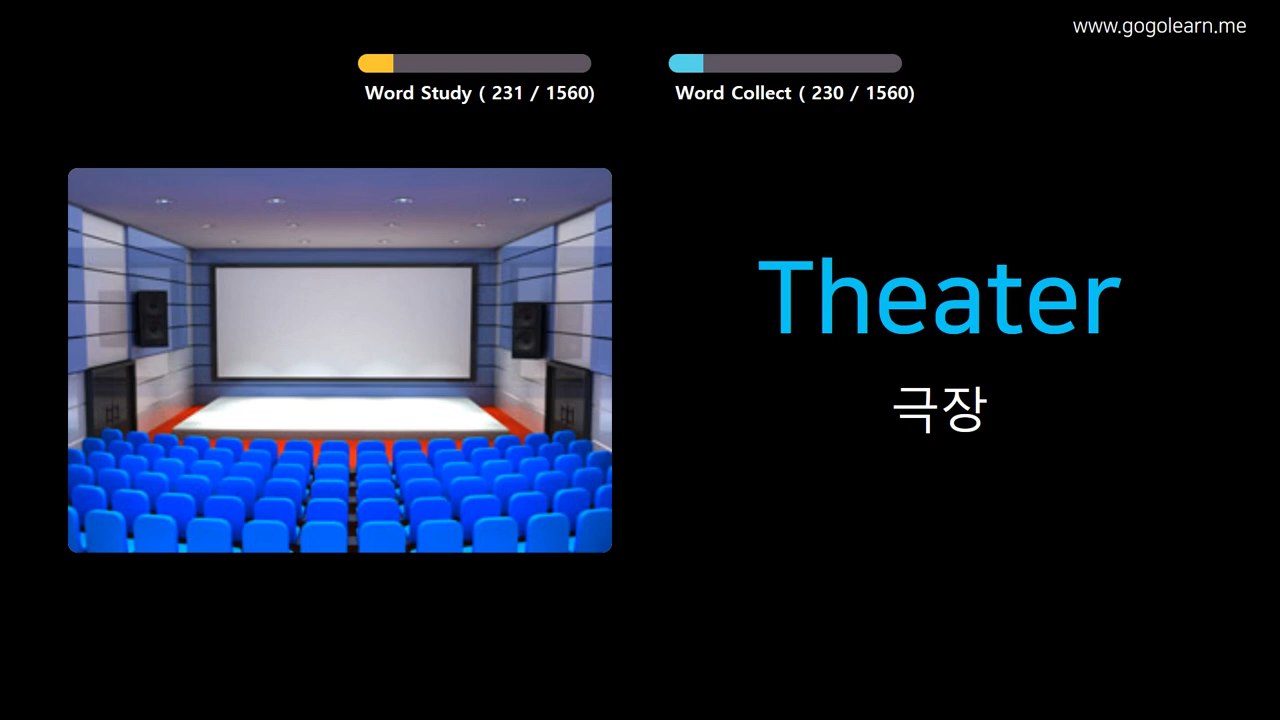 www.gogolearn.me
Word Study ( 231 / 1560)
Word Collect ( 230 / 1560)
Theater
극장